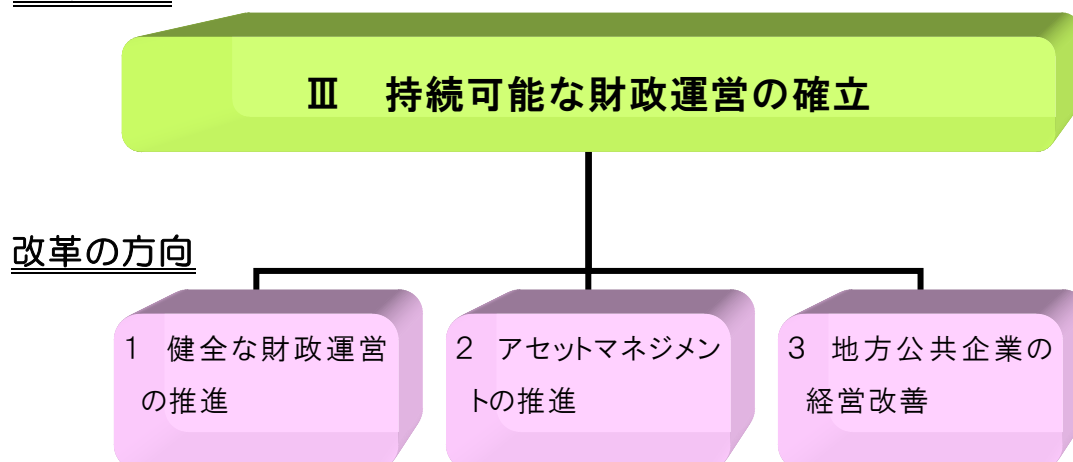 Ⅲ 持続可能な財政運営の確立
改革の方向
1 健全な財政運営
の推進
2 アセットマネジメン
トの推進
3 地方公共企業の
経営改善